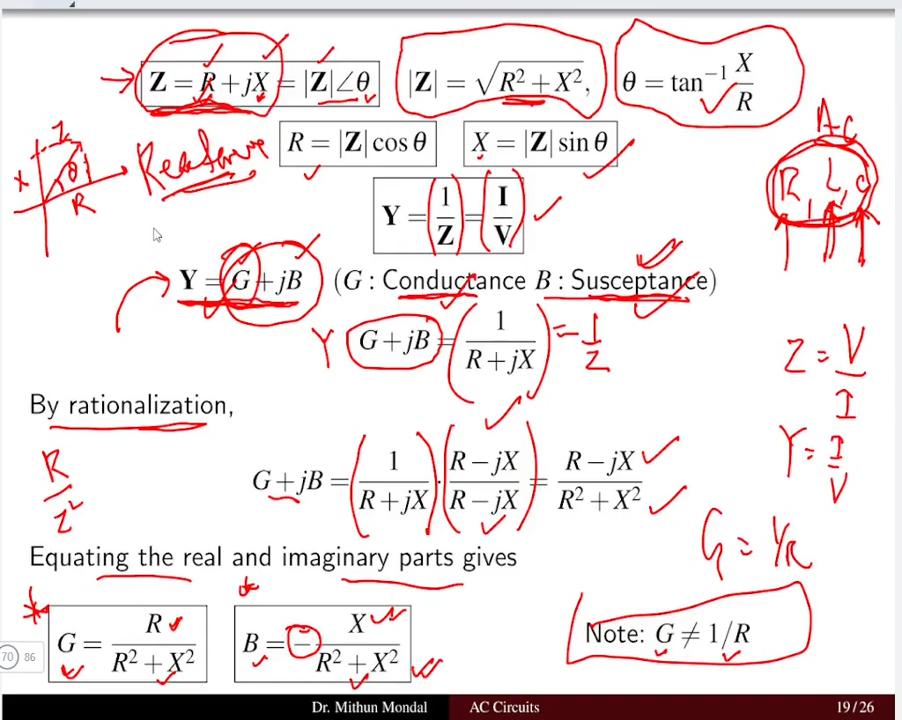 Z = R + jX = |Z|∠θ |Z| = √R² + X², θ = tan⁻¹ X/R
A.C
R, L, C
I
X θ
R
Reactance
R = |Z| cos θ X = |Z| sin θ
Y = (1/Z) = (I/V)
Y = G + jB (G : Conductance B : Susceptance)
Y G + jB = (1/(R + jX)) = 1/Z
Z = V/I
By rationalization,
Y = I/V
R/Z²
G + jB = (1/(R + jX)) · ((R − jX)/(R − jX)) = (R − jX)/(R² + X²)
G = 1/R
Equating the real and imaginary parts gives
* G = R/(R² + X²) * B = − X/(R² + X²) Note: G ≠ 1/R
70 86
Dr. Mithun Mondal AC Circuits 19 / 26